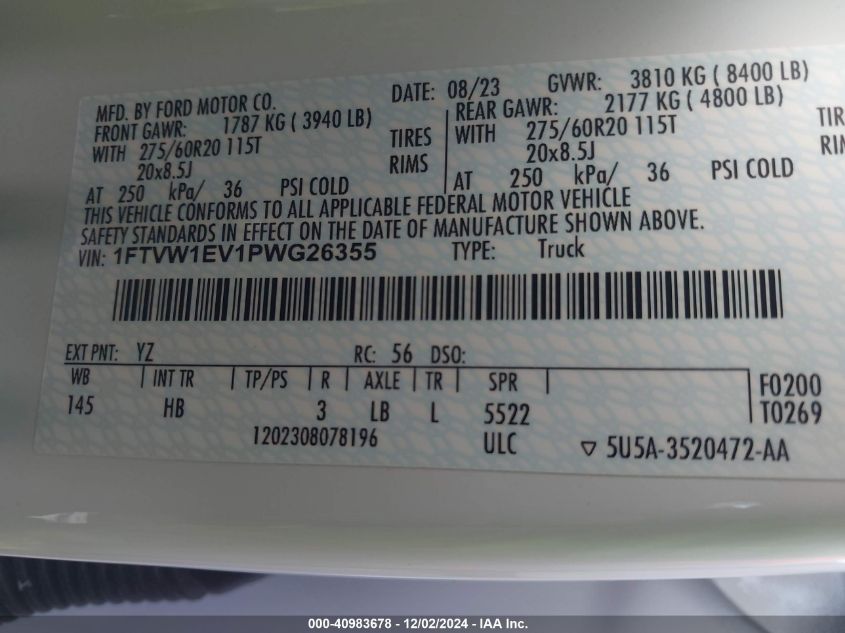 MFD. BY FORD MOTOR CO. DATE: 08/23 GVWR: 3810 KG ( 8400 LB)
FRONT GAWR: 1787 KG ( 3940 LB) REAR GAWR: 2177 KG ( 4800 LB)
WITH 275/60R20 115T TIRES WITH 275/60R20 115T TIR
20x8.5J RIMS 20x8.5J RIM
AT 250 kPa/ 36 PSI COLD AT 250 kPa/ 36 PSI COLD
THIS VEHICLE CONFORMS TO ALL APPLICABLE FEDERAL MOTOR VEHICLE
SAFETY STANDARDS IN EFFECT ON THE DATE OF MANUFACTURE SHOWN ABOVE.
VIN: 1FTVW1EV1PWG26355 TYPE: Truck
EXT PNT: YZ RC: 56 DSO:
WB INT TR TP/PS R AXLE TR SPR F0200
145 HB 3 LB L 5522 T0269
1202308078196 ULC ▽ 5U5A-3520472-AA
000-40983678 - 12/02/2024 - IAA Inc.